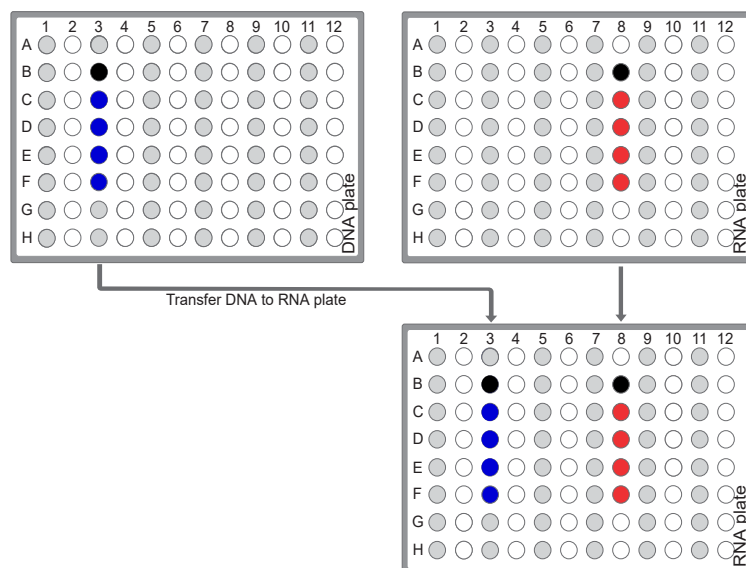 1 2 3 4 5 6 7 8 9 10 11 12
A
B
C
D
E
F
G
H
DNA plate
1 2 3 4 5 6 7 8 9 10 11 12
A
B
C
D
E
F
G
H
RNA plate
Transfer DNA to RNA plate
1 2 3 4 5 6 7 8 9 10 11 12
A
B
C
D
E
F
G
H
RNA plate